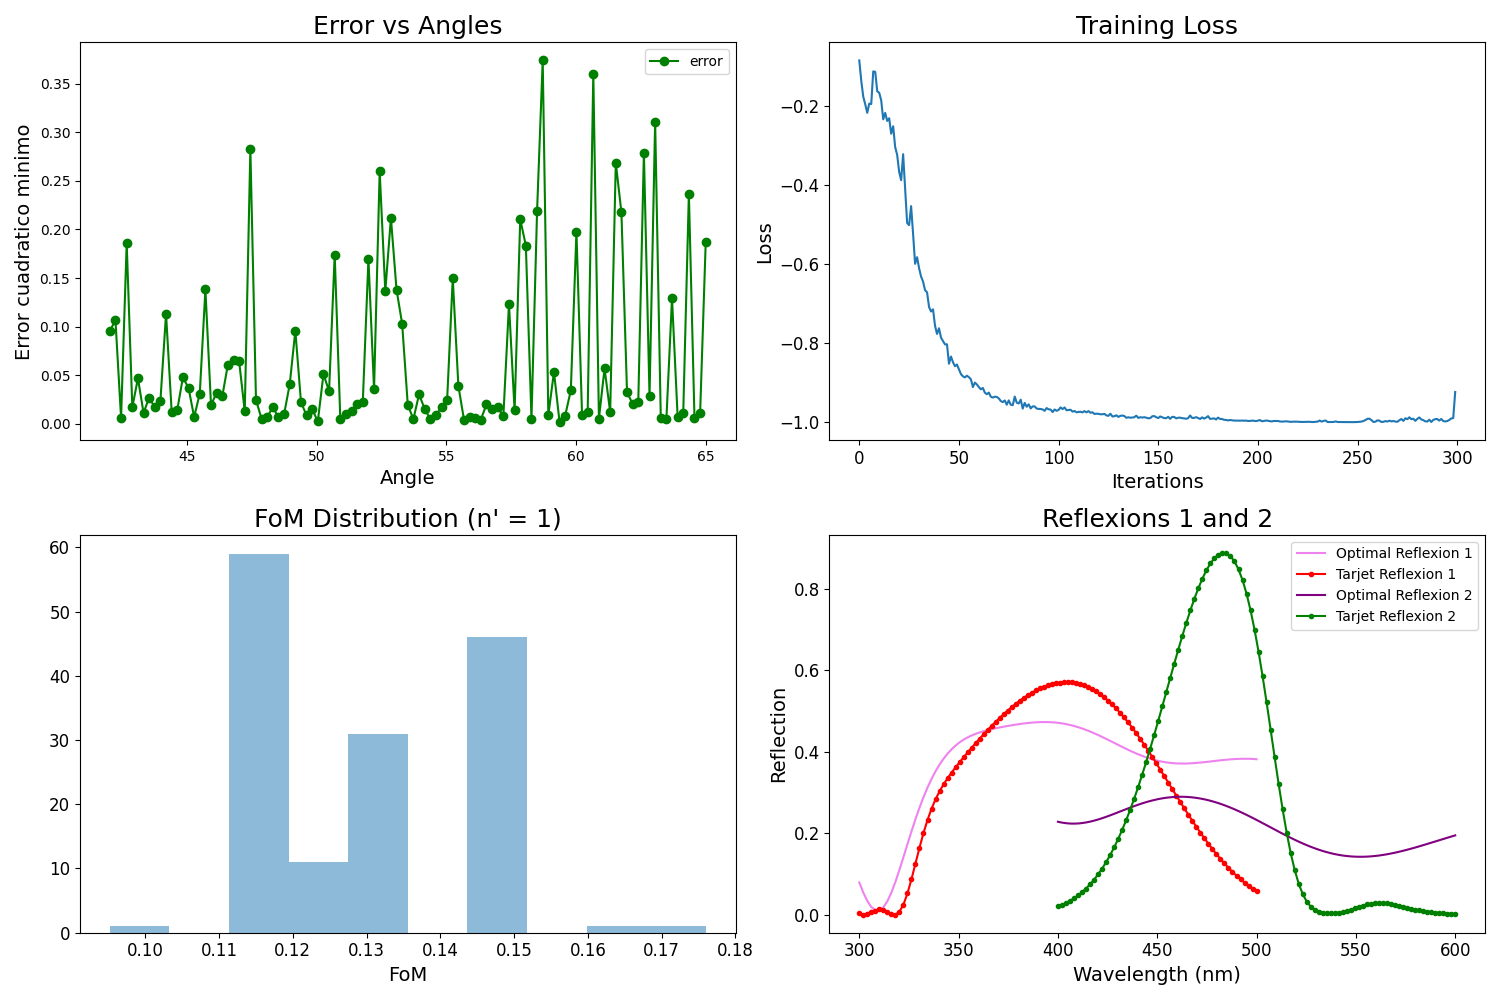 Error vs Angles
error
0.35
0.30
0.25
0.20
0.15
0.10
0.05
0.00
Error cuadratico minimo
45 50 55 60 65
Angle
Training Loss
−0.2
−0.4
−0.6
−0.8
−1.0
Loss
0 50 100 150 200 250 300
Iterations
FoM Distribution (n' = 1)
60
50
40
30
20
10
0
0.10 0.11 0.12 0.13 0.14 0.15 0.16 0.17 0.18
FoM
Reflexions 1 and 2
Optimal Reflexion 1
Tarjet Reflexion 1
Optimal Reflexion 2
Tarjet Reflexion 2
0.8
0.6
0.4
0.2
0.0
Reflection
300 350 400 450 500 550 600
Wavelength (nm)